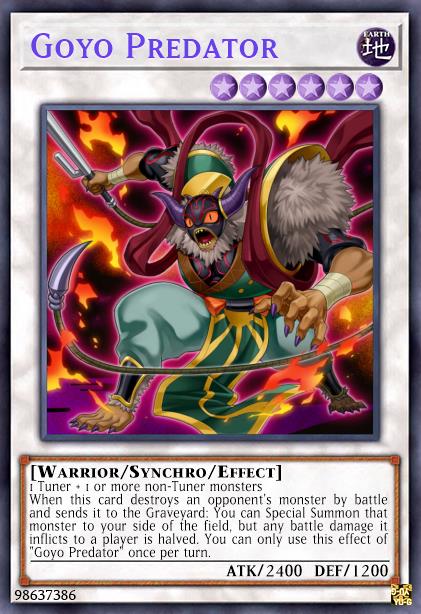 GOYO PREDATOR
EARTH
地
[WARRIOR/SYNCHRO/EFFECT]
1 Tuner + 1 or more non-Tuner monsters
When this card destroys an opponent's monster by battle
and sends it to the Graveyard: You can Special Summon that
monster to your side of the field, but any battle damage it
inflicts to a player is halved. You can only use this effect of
"Goyo Predator" once per turn.
ATK/2400 DEF/1200
98637386